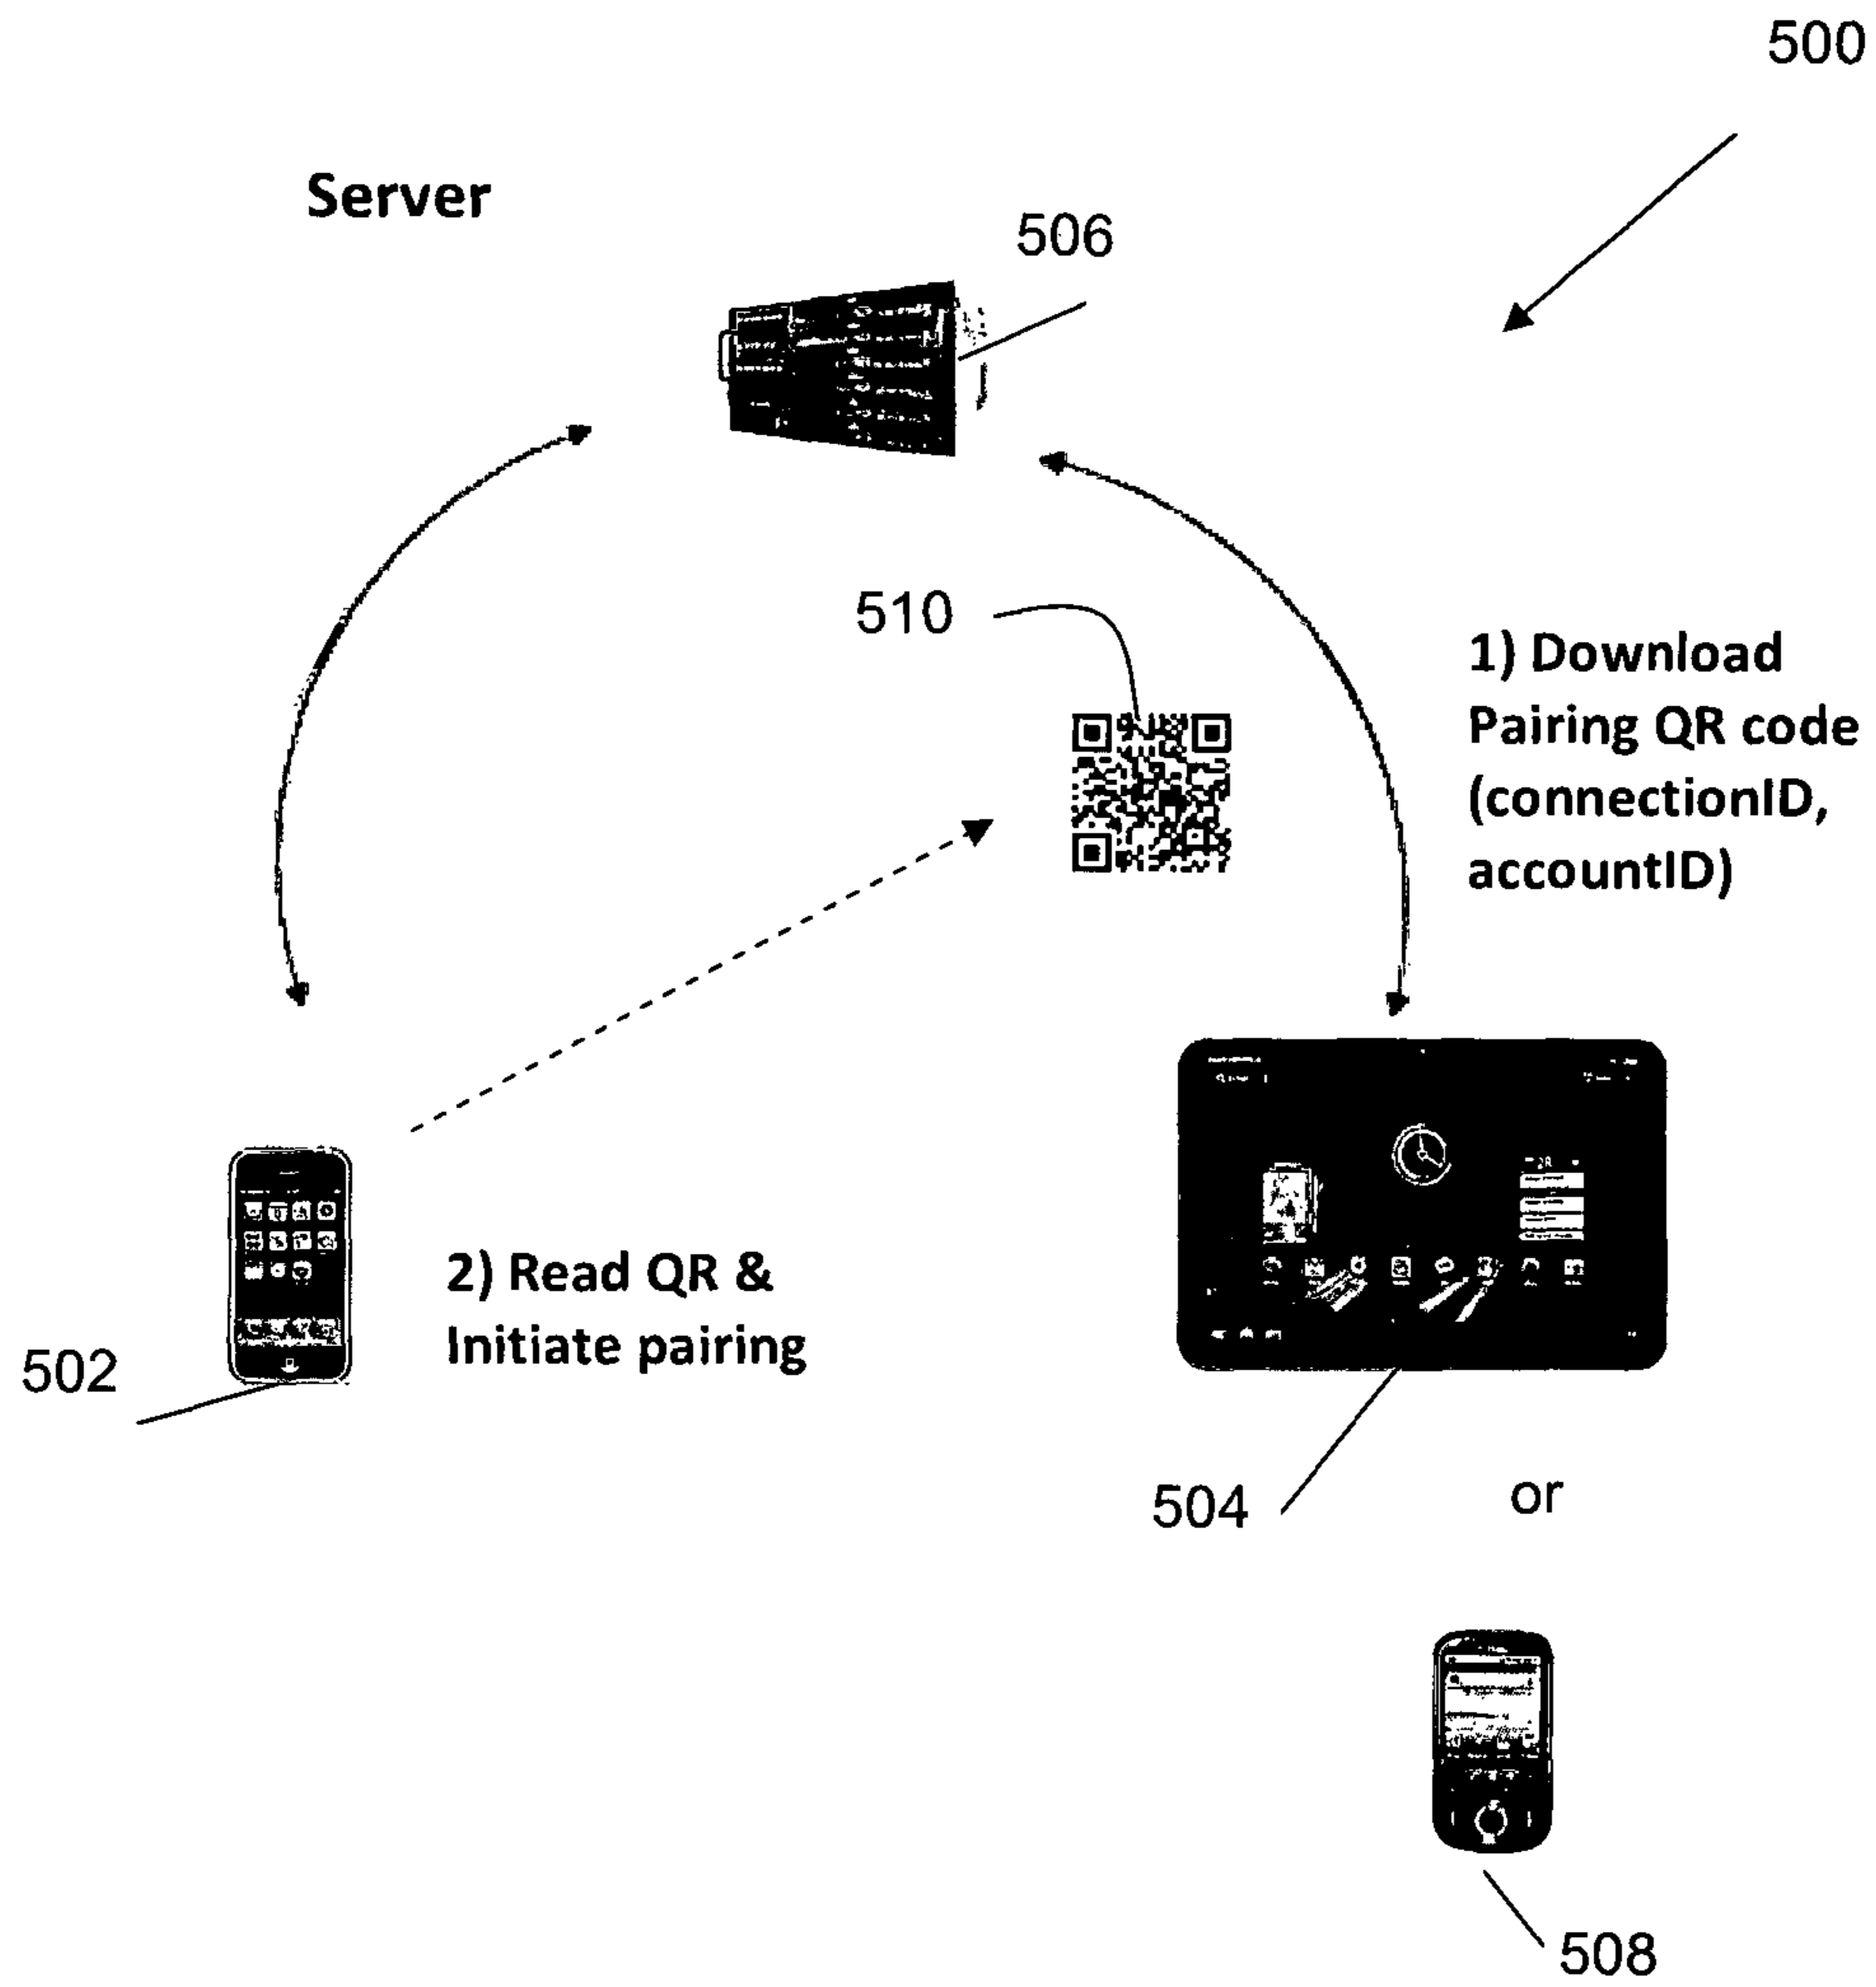 500
Server
506
510
1) Download
Pairing QR code
(connectionID,
accountID)
2) Read QR &
Initiate pairing
502
504
or
508